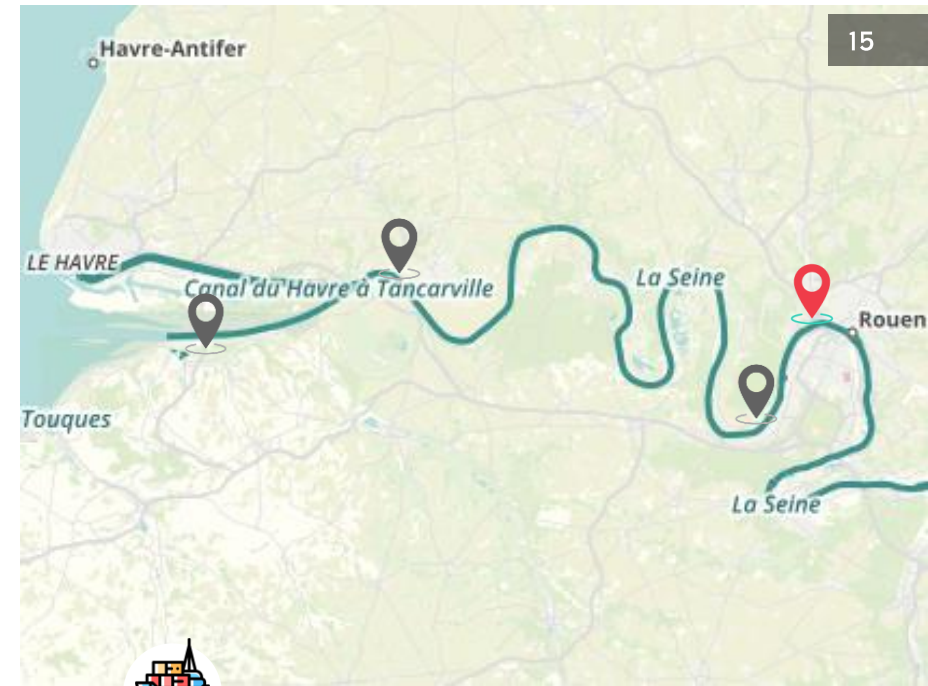 Havre-Antifer
15
LE HAVRE
Canal du Havre à Tancarville
La Seine
Rouen
Touques
La Seine